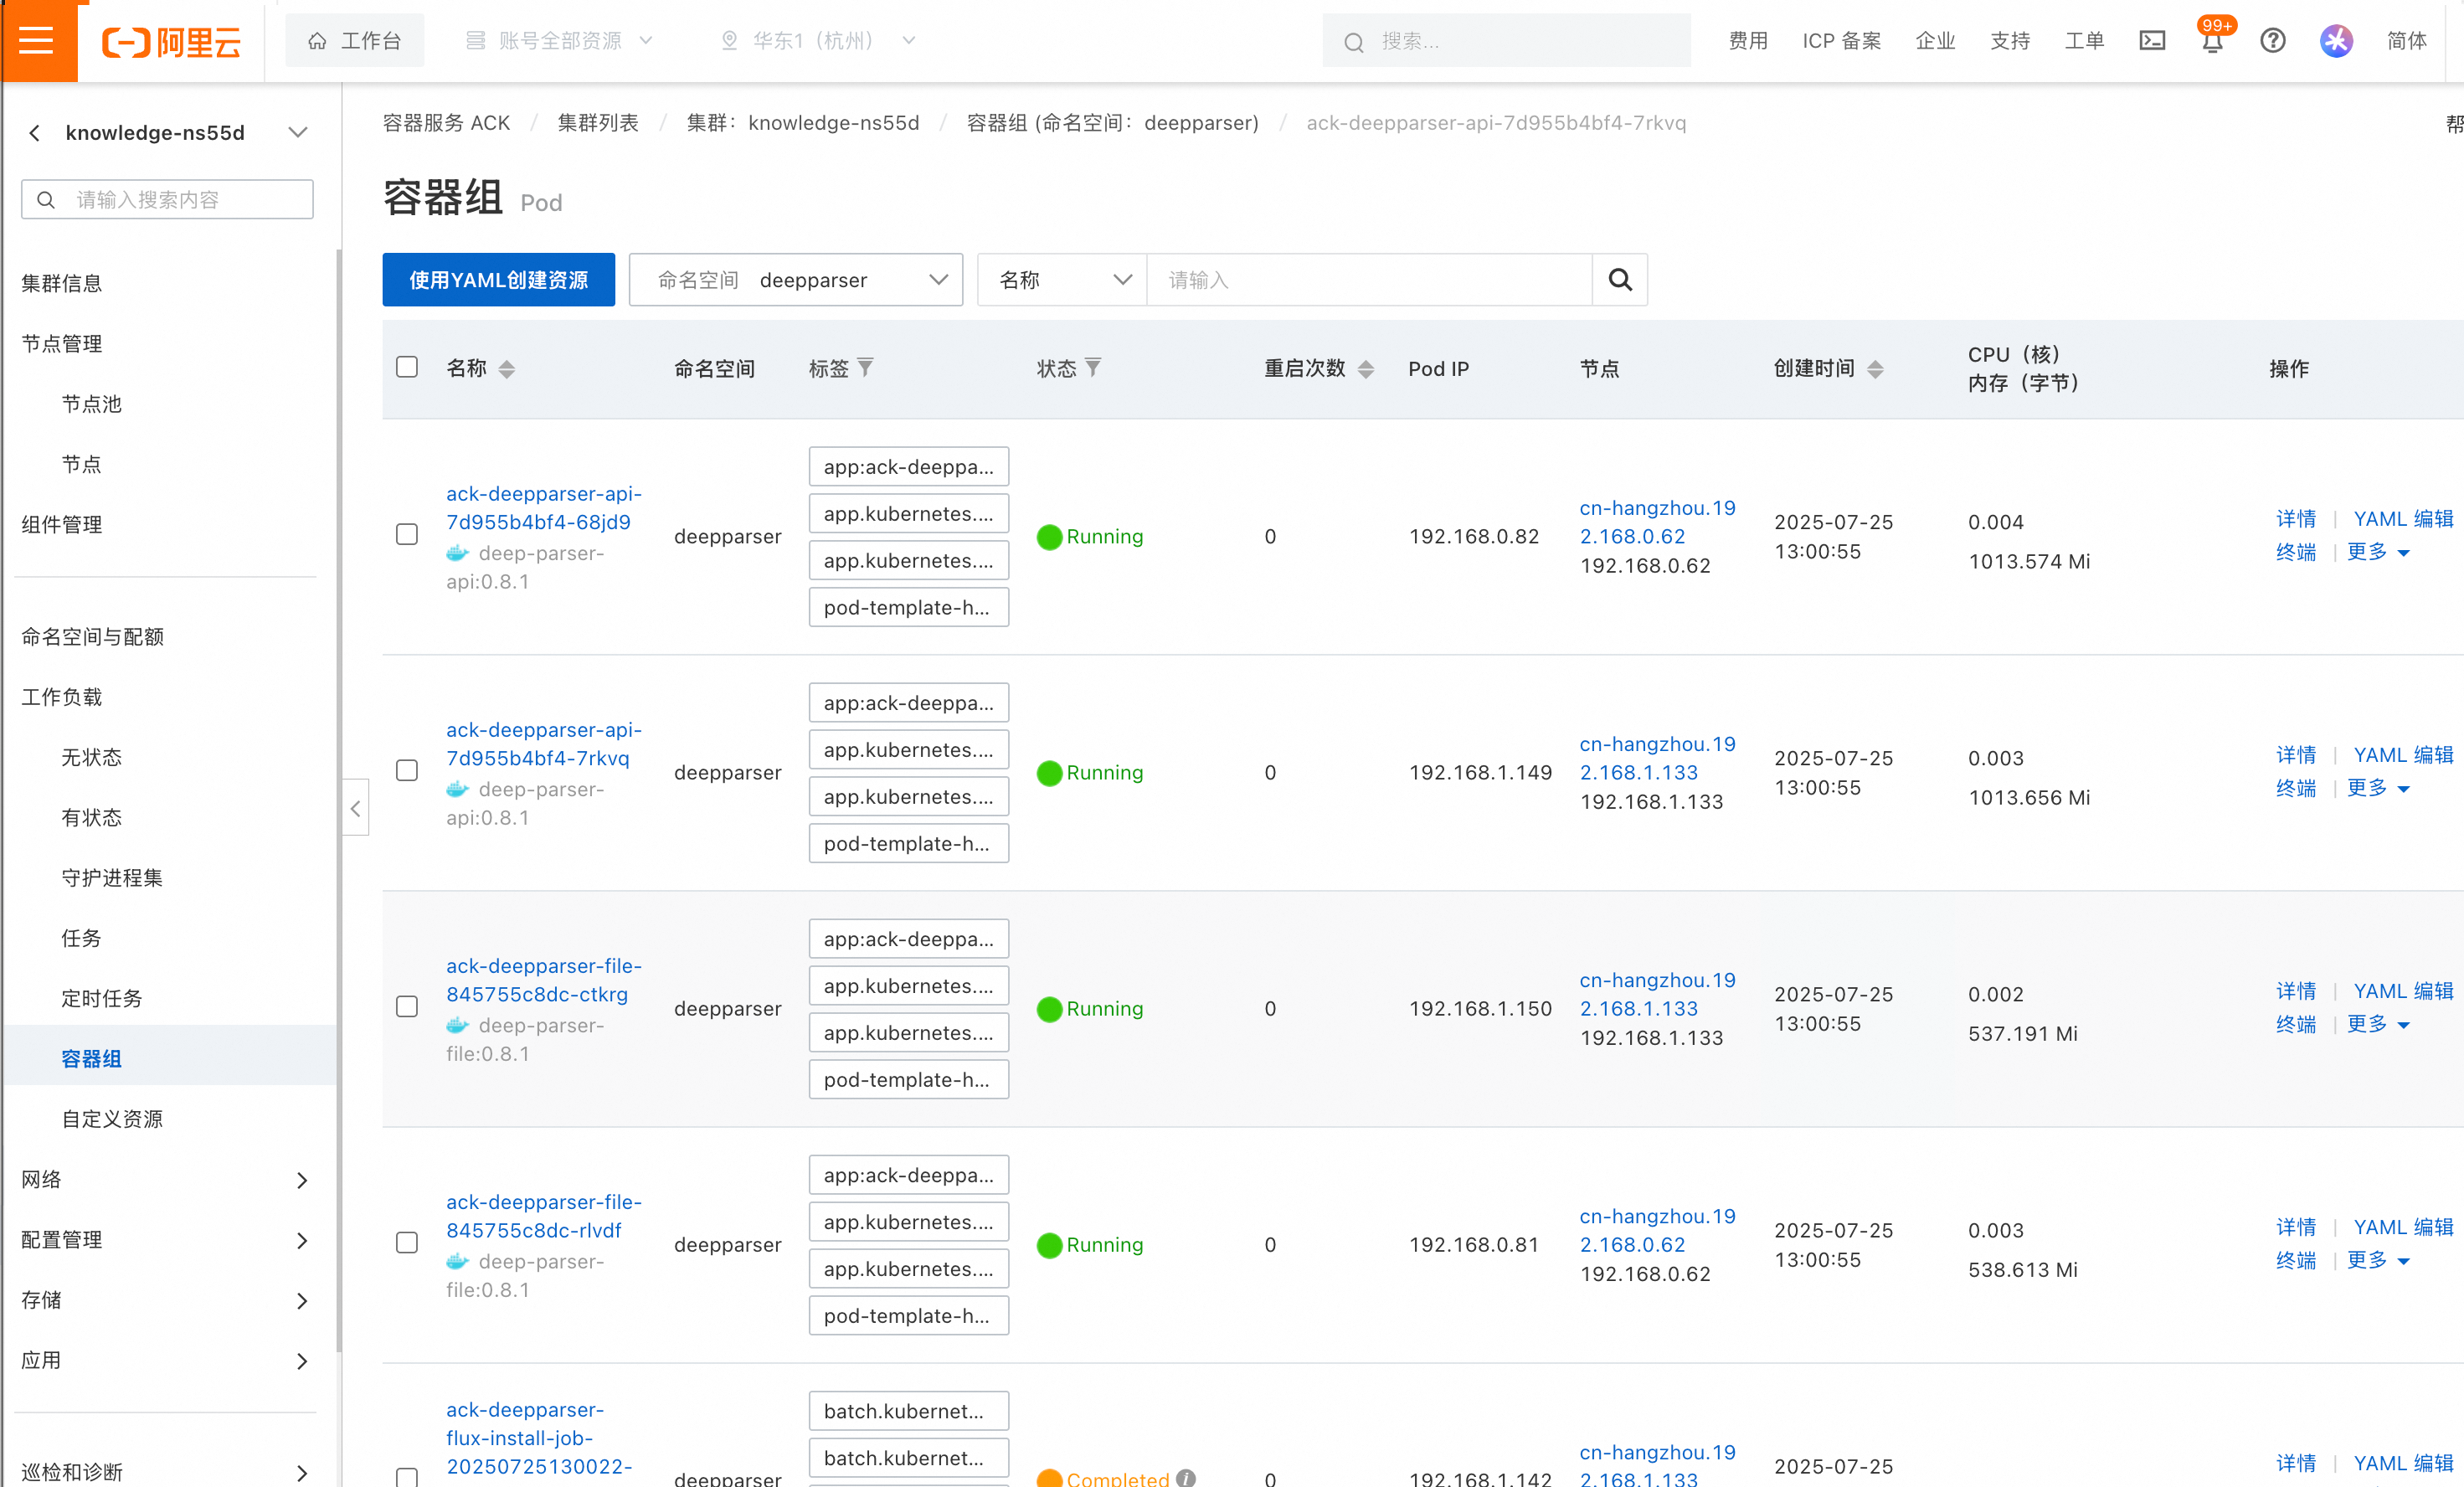 阿里云
工作台
账号全部资源
华东1（杭州）
搜索...
费用
ICP 备案
企业
支持
工单
99+
简体
knowledge-ns55d
请输入搜索内容
集群信息
节点管理
节点池
节点
组件管理
命名空间与配额
工作负载
无状态
有状态
守护进程集
任务
定时任务
容器组
自定义资源
网络
配置管理
存储
应用
巡检和诊断
容器服务 ACK / 集群列表 / 集群：knowledge-ns55d / 容器组 (命名空间：deepparser) / ack-deepparser-api-7d955b4bf4-7rkvq
帮
容器组 Pod
使用YAML创建资源
命名空间 deepparser
名称
请输入
名称
命名空间
标签
状态
重启次数
Pod IP
节点
创建时间
CPU（核）
内存（字节）
操作
ack-deepparser-api-
7d955b4bf4-68jd9
deep-parser-
api:0.8.1
deepparser
app:ack-deeppa...
app.kubernetes....
app.kubernetes....
pod-template-h...
Running
0
192.168.0.82
cn-hangzhou.19
2.168.0.62
192.168.0.62
2025-07-25
13:00:55
0.004
1013.574 Mi
详情 | YAML 编辑
终端 | 更多
ack-deepparser-api-
7d955b4bf4-7rkvq
deep-parser-
api:0.8.1
deepparser
app:ack-deeppa...
app.kubernetes....
app.kubernetes....
pod-template-h...
Running
0
192.168.1.149
cn-hangzhou.19
2.168.1.133
192.168.1.133
2025-07-25
13:00:55
0.003
1013.656 Mi
详情 | YAML 编辑
终端 | 更多
ack-deepparser-file-
845755c8dc-ctkrg
deep-parser-
file:0.8.1
deepparser
app:ack-deeppa...
app.kubernetes....
app.kubernetes....
pod-template-h...
Running
0
192.168.1.150
cn-hangzhou.19
2.168.1.133
192.168.1.133
2025-07-25
13:00:55
0.002
537.191 Mi
详情 | YAML 编辑
终端 | 更多
ack-deepparser-file-
845755c8dc-rlvdf
deep-parser-
file:0.8.1
deepparser
app:ack-deeppa...
app.kubernetes....
app.kubernetes....
pod-template-h...
Running
0
192.168.0.81
cn-hangzhou.19
2.168.0.62
192.168.0.62
2025-07-25
13:00:55
0.003
538.613 Mi
详情 | YAML 编辑
终端 | 更多
ack-deepparser-
flux-install-job-
20250725130022-
deepparser
batch.kubernet...
batch.kubernet...
Completed
0
192.168.1.142
cn-hangzhou.19
2.168.1.133
2025-07-25
详情 | YAML 编辑